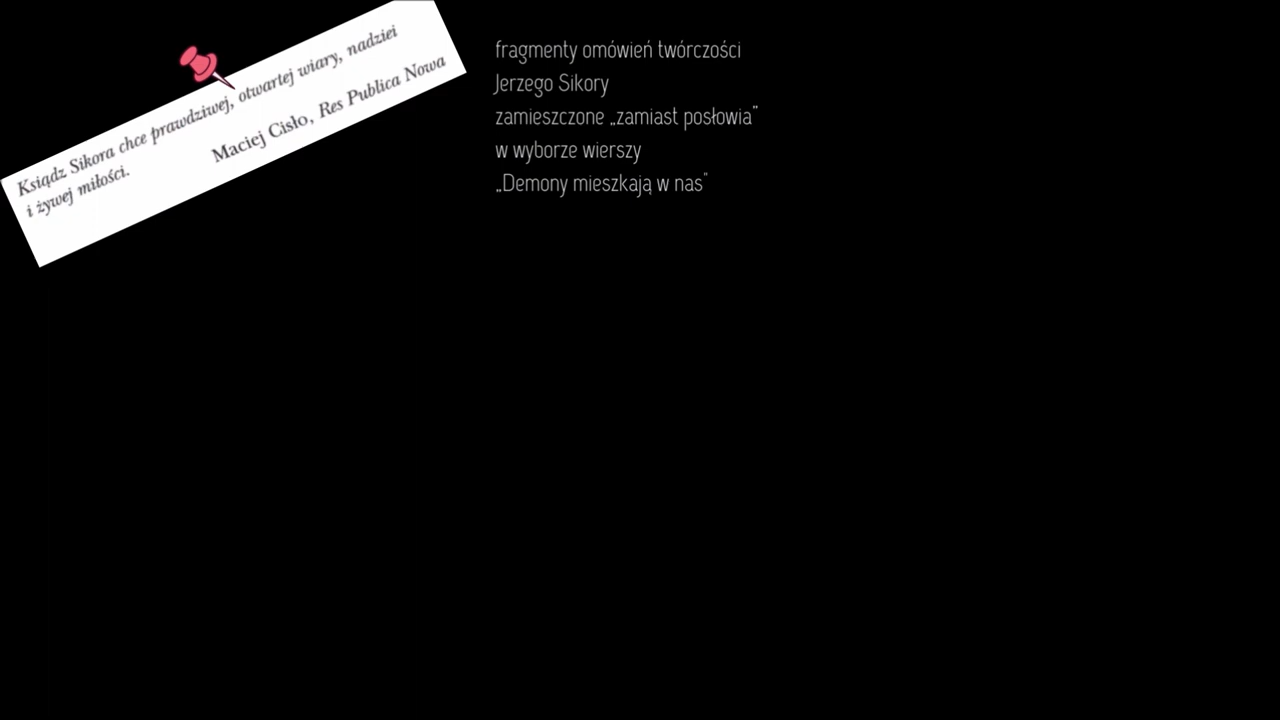 Ksiądz Sikora chce prawdziwej, otwartej wiary, nadziei
i żywej miłości.
Maciej Cisło, Res Publica Nowa
fragmenty omówień twórczości
Jerzego Sikory
zamieszczone „zamiast posłowia”
w wyborze wierszy
„Demony mieszkają w nas”